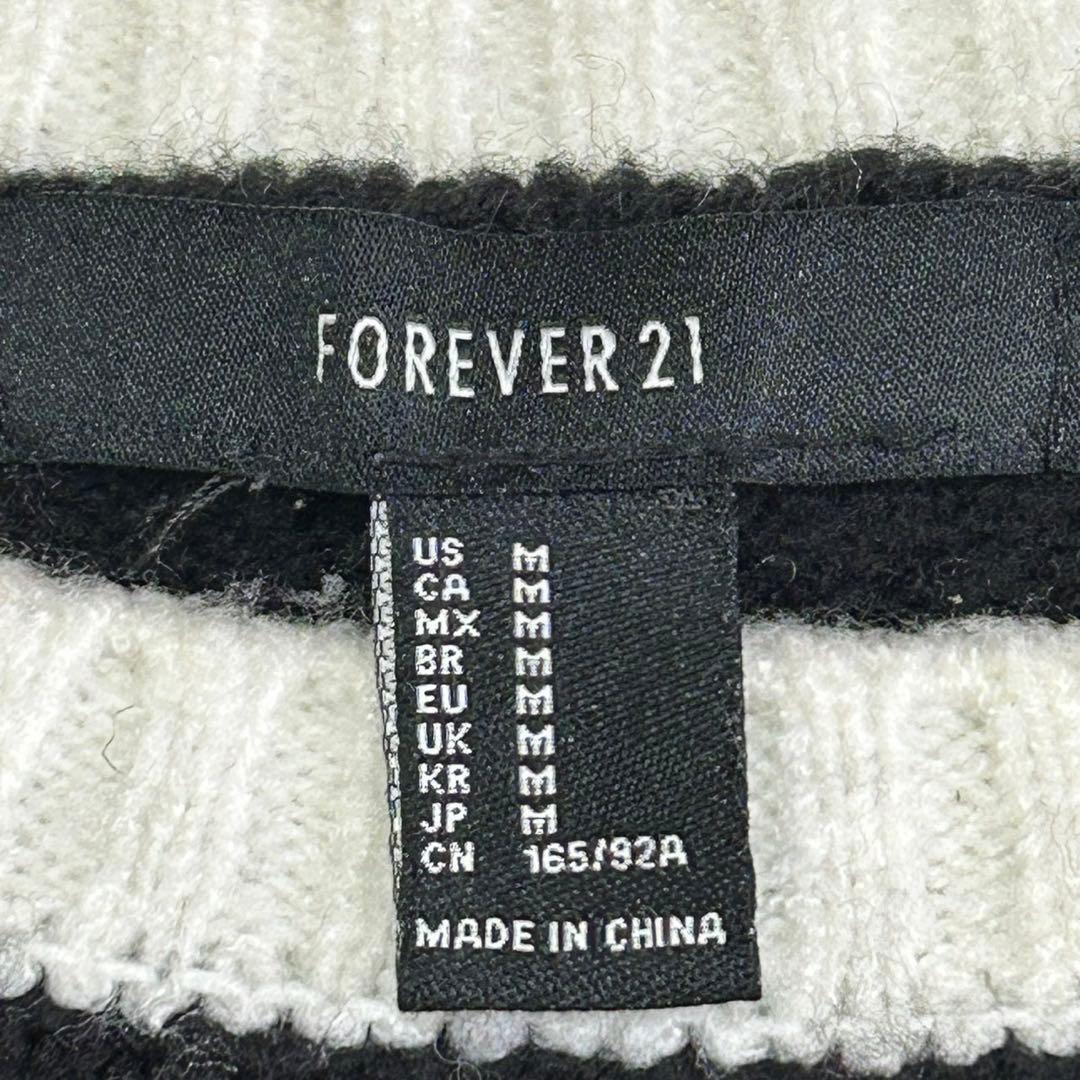 FOREVER 21
US M
CA M
MX M
BR M
EU M
UK M
KR M
JP M
CN 165/92A
MADE IN CHINA